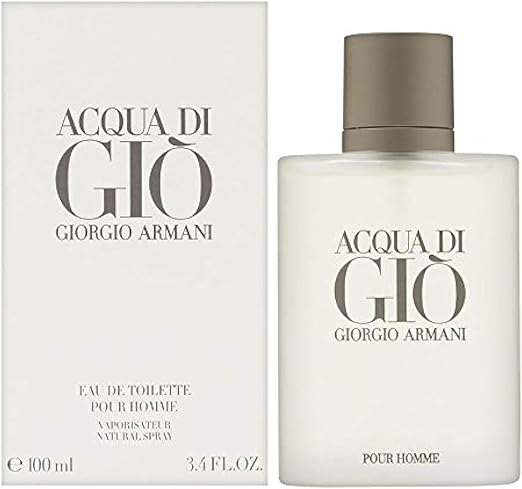 ACQUA DI
GIÒ
GIORGIO ARMANI
EAU DE TOILETTE
POUR HOMME
VAPORISATEUR
NATURAL SPRAY
℮ 100 ml 3.4 FL.OZ.
ACQUA DI
GIÒ
GIORGIO ARMANI
POUR HOMME